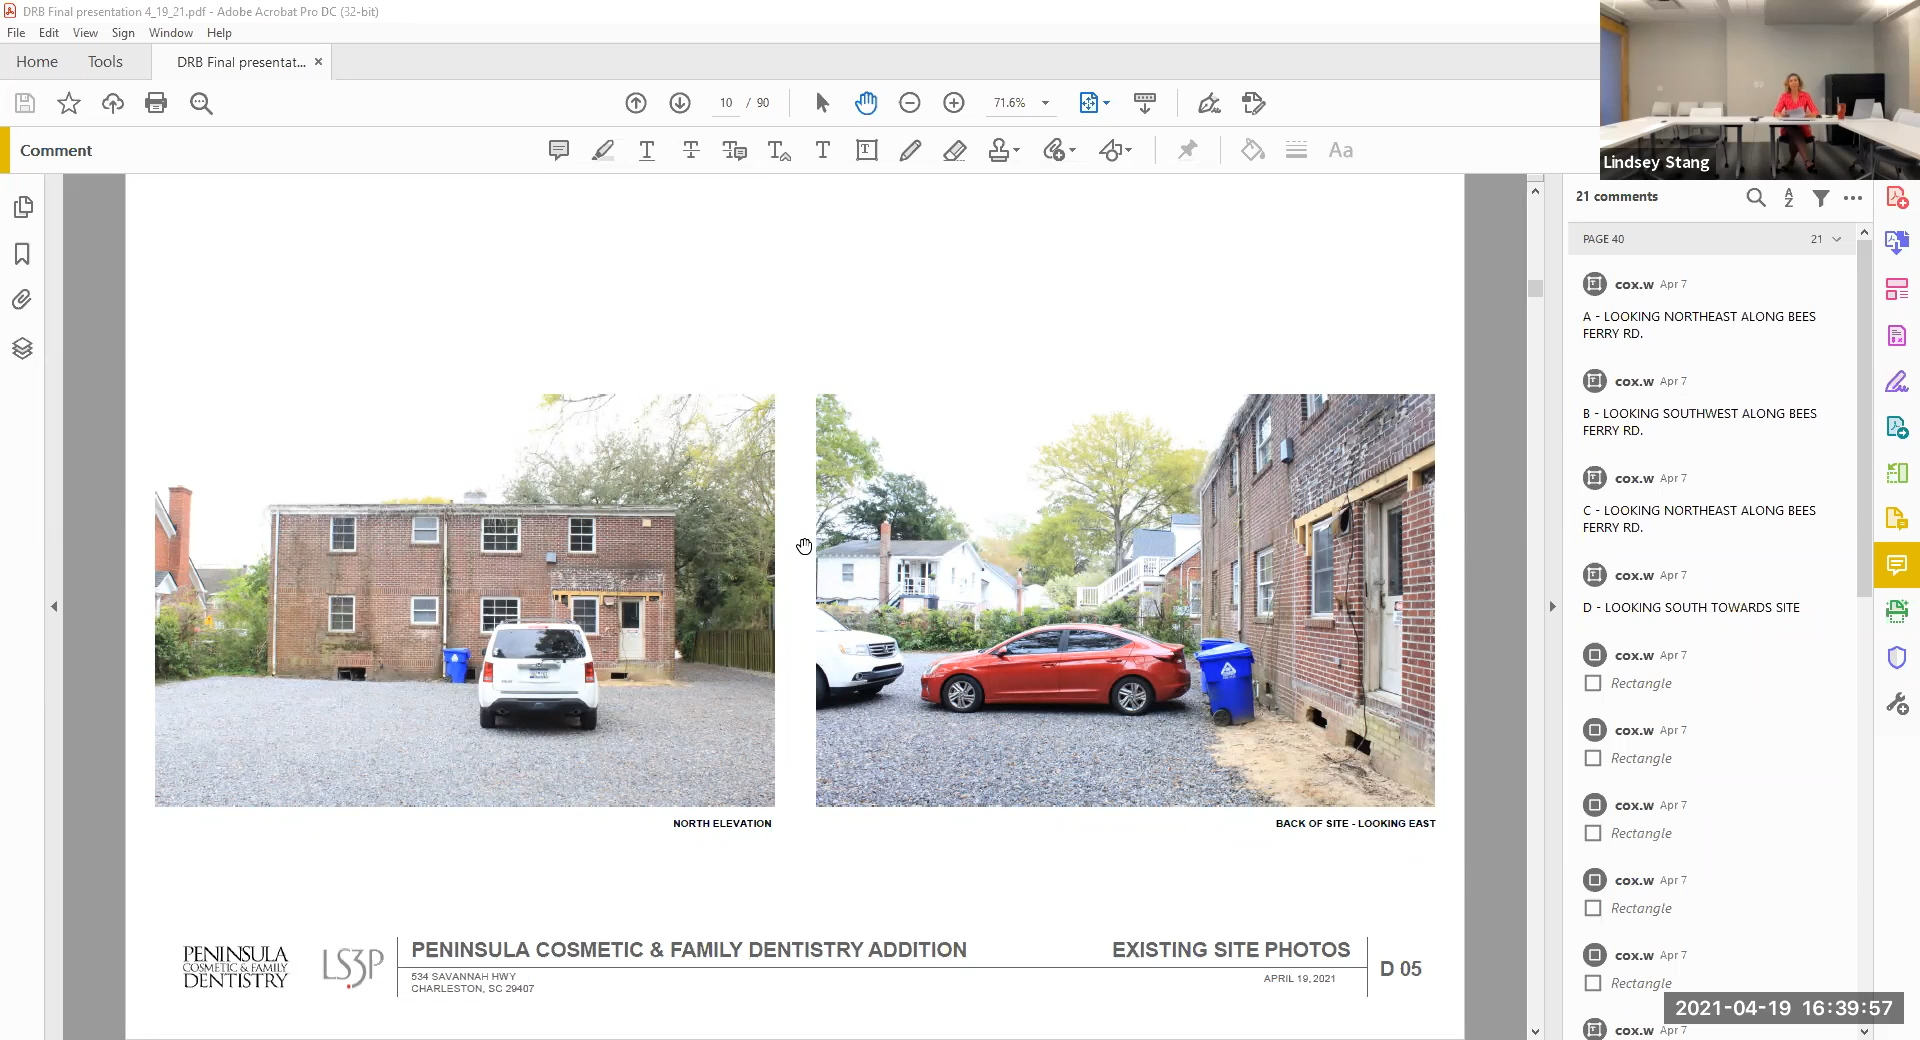 DRB Final presentation 4_19_21.pdf - Adobe Acrobat Pro DC (32-bit)
File Edit View Sign Window Help
Home Tools DRB Final presentat... ×
10 / 90 71.6%
Comment
Aa
Lindsey Stang
21 comments
PAGE 40 21
cox.w Apr 7
A - LOOKING NORTHEAST ALONG BEES
FERRY RD.
cox.w Apr 7
B - LOOKING SOUTHWEST ALONG BEES
FERRY RD.
cox.w Apr 7
C - LOOKING NORTHEAST ALONG BEES
FERRY RD.
cox.w Apr 7
D - LOOKING SOUTH TOWARDS SITE
cox.w Apr 7
Rectangle
cox.w Apr 7
Rectangle
cox.w Apr 7
Rectangle
cox.w Apr 7
Rectangle
cox.w Apr 7
Rectangle
cox.w Apr 7
NORTH ELEVATION
BACK OF SITE - LOOKING EAST
PENINSULA
COSMETIC & FAMILY
DENTISTRY
LS3P
PENINSULA COSMETIC & FAMILY DENTISTRY ADDITION
534 SAVANNAH HWY
CHARLESTON, SC 29407
EXISTING SITE PHOTOS
APRIL 19, 2021
D 05
2021-04-19 16:39:57